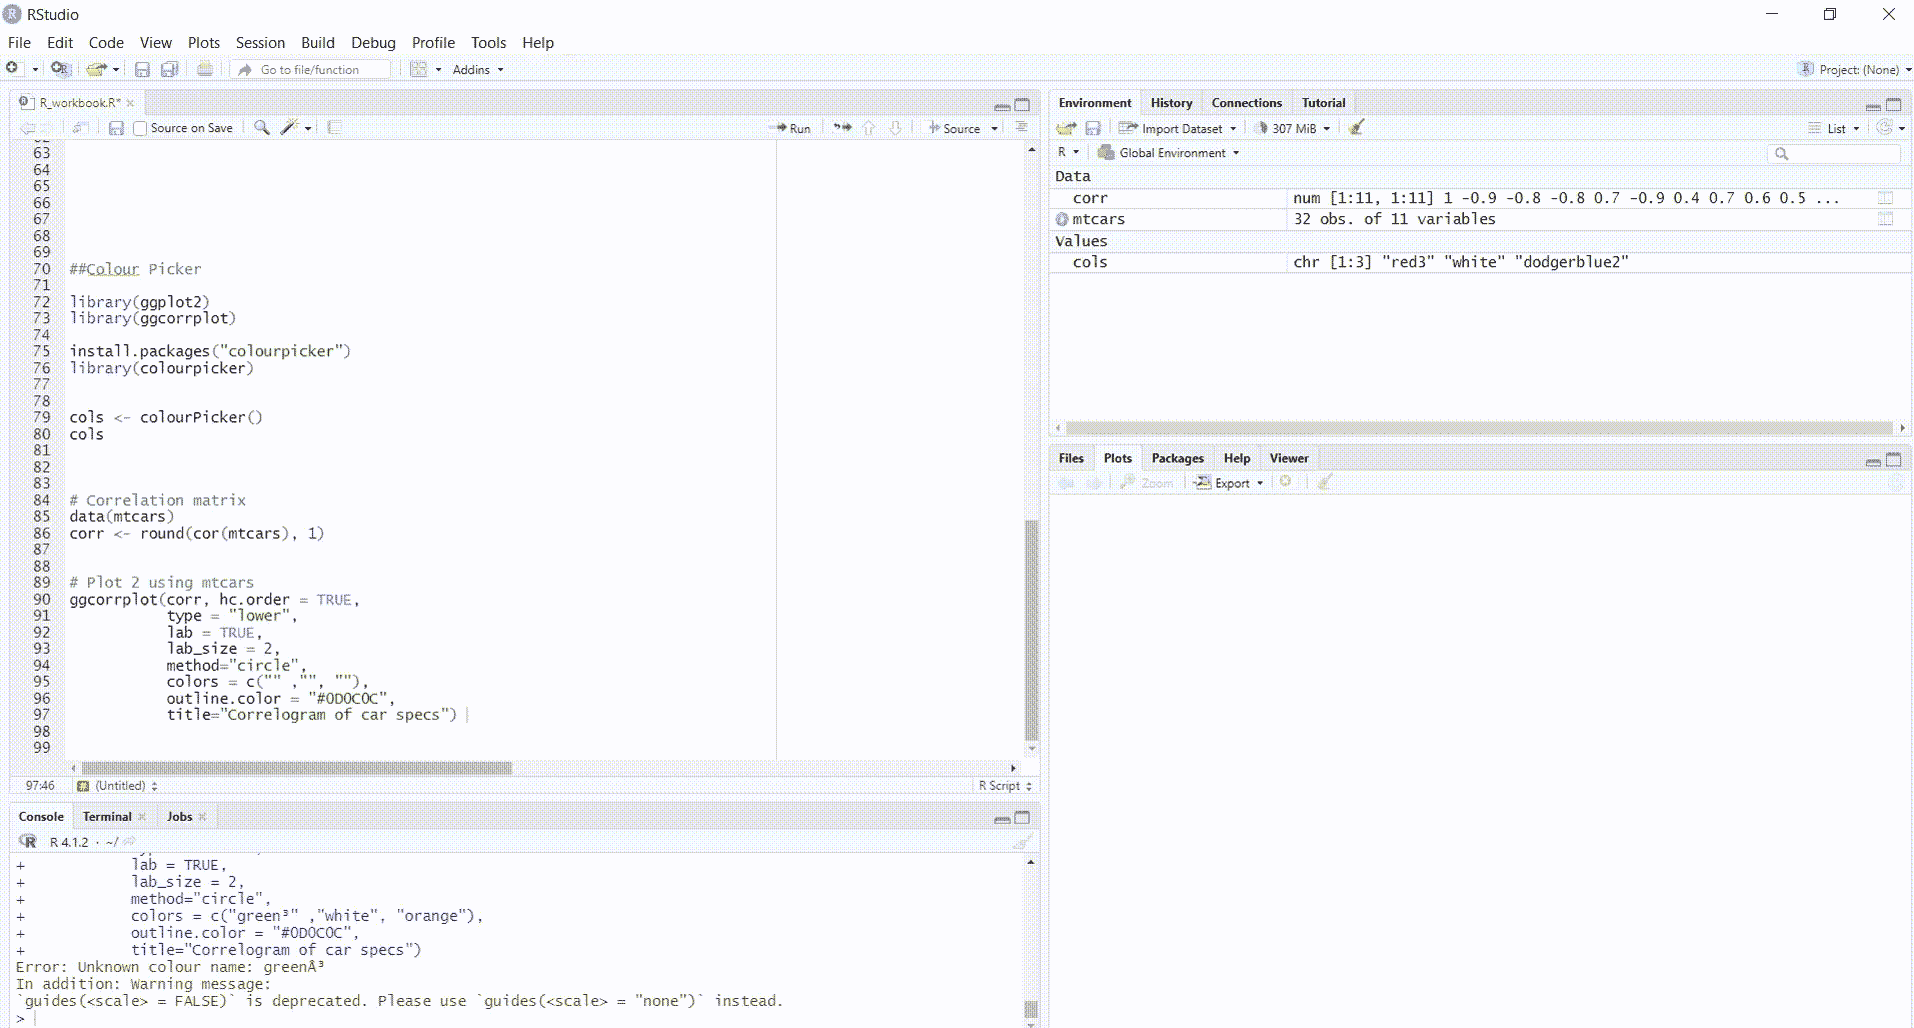 RStudio
File Edit Code View Plots Session Build Debug Profile Tools Help
Go to file/function Addins Project: (None)
R_workbook.R*
Source on Save Run Source
63
64
65
66
67
68
69
70 ##Colour Picker
71
72 library(ggplot2)
73 library(ggcorrplot)
74
75 install.packages("colourpicker")
76 library(colourpicker)
77
78
79 cols <- colourPicker()
80 cols
81
82
83
84 # Correlation matrix
85 data(mtcars)
86 corr <- round(cor(mtcars), 1)
87
88
89 # Plot 2 using mtcars
90 ggcorrplot(corr, hc.order = TRUE,
91 type = "lower",
92 lab = TRUE,
93 lab_size = 2,
94 method="circle",
95 colors = c("" ,"", ""),
96 outline.color = "#0D0C0C",
97 title="Correlogram of car specs")
98
99
97:46 (Untitled) R Script
Console Terminal Jobs
R 4.1.2 · ~/
+ lab = TRUE,
+ lab_size = 2,
+ method="circle",
+ colors = c("green³" ,"white", "orange"),
+ outline.color = "#0D0C0C",
+ title="Correlogram of car specs")
Error: Unknown colour name: greenÂ³
In addition: Warning message:
`guides(<scale> = FALSE)` is deprecated. Please use `guides(<scale> = "none")` instead.
>
Environment History Connections Tutorial
Import Dataset 307 MiB List
R Global Environment
Data
corr num [1:11, 1:11] 1 -0.9 -0.8 -0.8 0.7 -0.9 0.4 0.7 0.6 0.5 ...
mtcars 32 obs. of 11 variables
Values
cols chr [1:3] "red3" "white" "dodgerblue2"
Files Plots Packages Help Viewer
Zoom Export